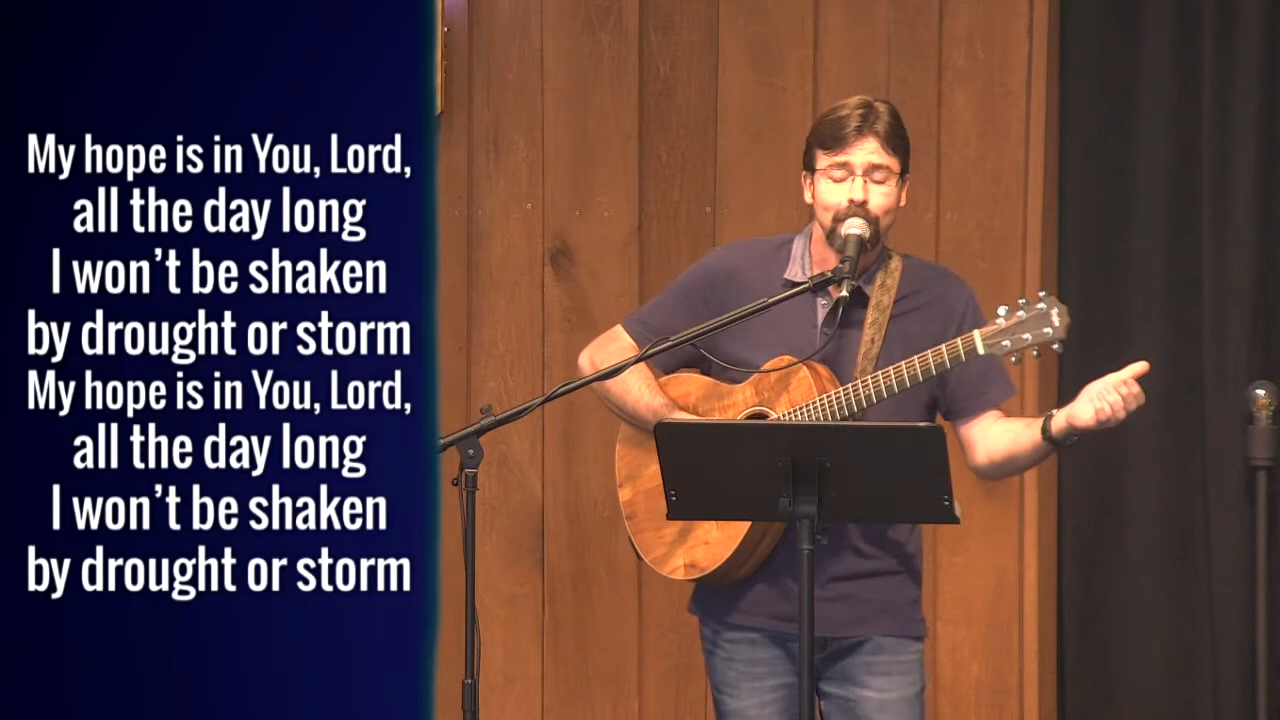 My hope is in You, Lord,
all the day long
I won't be shaken
by drought or storm
My hope is in You, Lord,
all the day long
I won't be shaken
by drought or storm